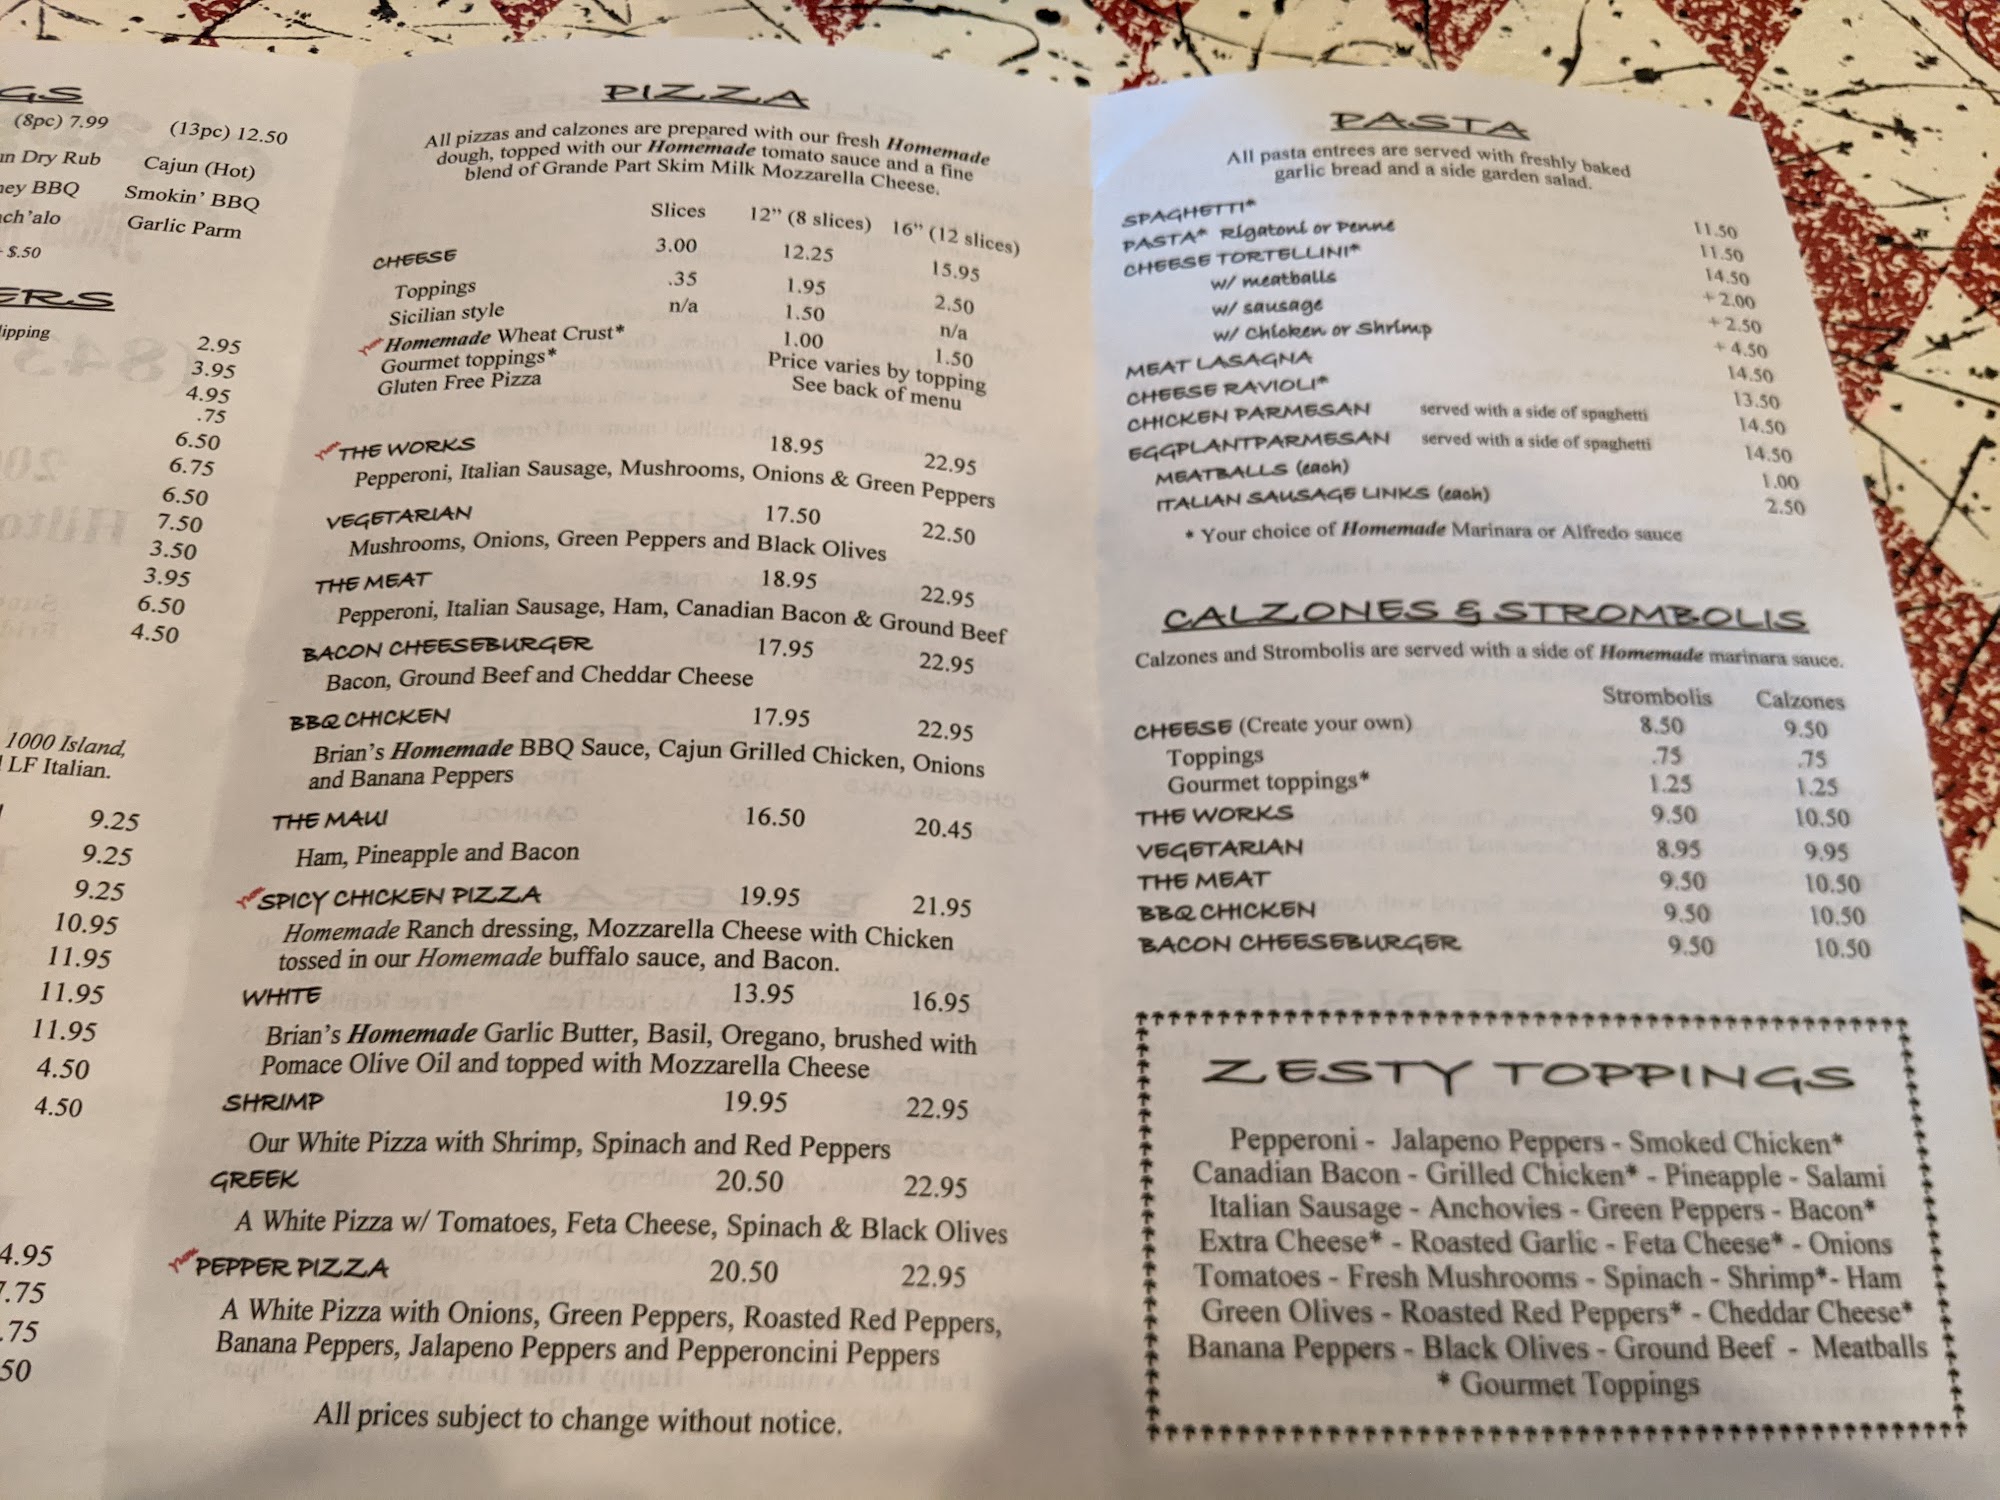 GS
(8pc) 7.99 (13pc) 12.50
Dry Rub Cajun (Hot)
BBQ Smokin' BBQ
Garlic Parm
$.50
ERS
2.95
3.95
4.95
.75
6.50
6.75
6.50
7.50
3.50
3.95
6.50
4.50
1000 Island,
LF Italian.
9.25
9.25
9.25
10.95
11.95
11.95
11.95
4.50
4.50
4.95
.75
.75
50
PIZZA
All pizzas and calzones are prepared with our fresh Homemade
dough, topped with our Homemade tomato sauce and a fine
blend of Grande Part Skim Milk Mozzarella Cheese.
Slices 12" (8 slices) 16" (12 slices)
CHEESE 3.00 12.25 15.95
Toppings .35 1.95 2.50
Sicilian style n/a 1.50 n/a
New Homemade Wheat Crust* 1.00 1.50
Gourmet toppings* Price varies by topping
Gluten Free Pizza See back of menu
New THE WORKS 18.95 22.95
Pepperoni, Italian Sausage, Mushrooms, Onions & Green Peppers
VEGETARIAN 17.50 22.50
Mushrooms, Onions, Green Peppers and Black Olives
THE MEAT 18.95 22.95
Pepperoni, Italian Sausage, Ham, Canadian Bacon & Ground Beef
BACON CHEESEBURGER 17.95 22.95
Bacon, Ground Beef and Cheddar Cheese
BBQ CHICKEN 17.95 22.95
Brian's Homemade BBQ Sauce, Cajun Grilled Chicken, Onions
and Banana Peppers
THE MAUI 16.50 20.45
Ham, Pineapple and Bacon
New SPICY CHICKEN PIZZA 19.95 21.95
Homemade Ranch dressing, Mozzarella Cheese with Chicken
tossed in our Homemade buffalo sauce, and Bacon.
WHITE 13.95 16.95
Brian's Homemade Garlic Butter, Basil, Oregano, brushed with
Pomace Olive Oil and topped with Mozzarella Cheese
SHRIMP 19.95 22.95
Our White Pizza with Shrimp, Spinach and Red Peppers
GREEK 20.50 22.95
A White Pizza w/ Tomatoes, Feta Cheese, Spinach & Black Olives
New PEPPER PIZZA 20.50 22.95
A White Pizza with Onions, Green Peppers, Roasted Red Peppers,
Banana Peppers, Jalapeno Peppers and Pepperoncini Peppers
All prices subject to change without notice.
PASTA
All pasta entrees are served with freshly baked
garlic bread and a side garden salad.
SPAGHETTI* 11.50
PASTA* Rigatoni or Penne 11.50
CHEESE TORTELLINI* 14.50
w/ meatballs + 2.00
w/ sausage + 2.50
w/ Chicken or Shrimp + 4.50
MEAT LASAGNA 14.50
CHEESE RAVIOLI* 13.50
CHICKEN PARMESAN served with a side of spaghetti 14.50
EGGPLANTPARMESAN served with a side of spaghetti 14.50
MEATBALLS (each) 1.00
ITALIAN SAUSAGE LINKS (each) 2.50
* Your choice of Homemade Marinara or Alfredo sauce
CALZONES & STROMBOLIS
Calzones and Strombolis are served with a side of Homemade marinara sauce.
Strombolis Calzones
CHEESE (Create your own) 8.50 9.50
Toppings .75 .75
Gourmet toppings* 1.25 1.25
THE WORKS 9.50 10.50
VEGETARIAN 8.95 9.95
THE MEAT 9.50 10.50
BBQ CHICKEN 9.50 10.50
BACON CHEESEBURGER 9.50 10.50
ZESTY TOPPINGS
Pepperoni - Jalapeno Peppers - Smoked Chicken*
Canadian Bacon - Grilled Chicken* - Pineapple - Salami
Italian Sausage - Anchovies - Green Peppers - Bacon*
Extra Cheese* - Roasted Garlic - Feta Cheese* - Onions
Tomatoes - Fresh Mushrooms - Spinach - Shrimp* - Ham
Green Olives - Roasted Red Peppers* - Cheddar Cheese*
Banana Peppers - Black Olives - Ground Beef - Meatballs
* Gourmet Toppings